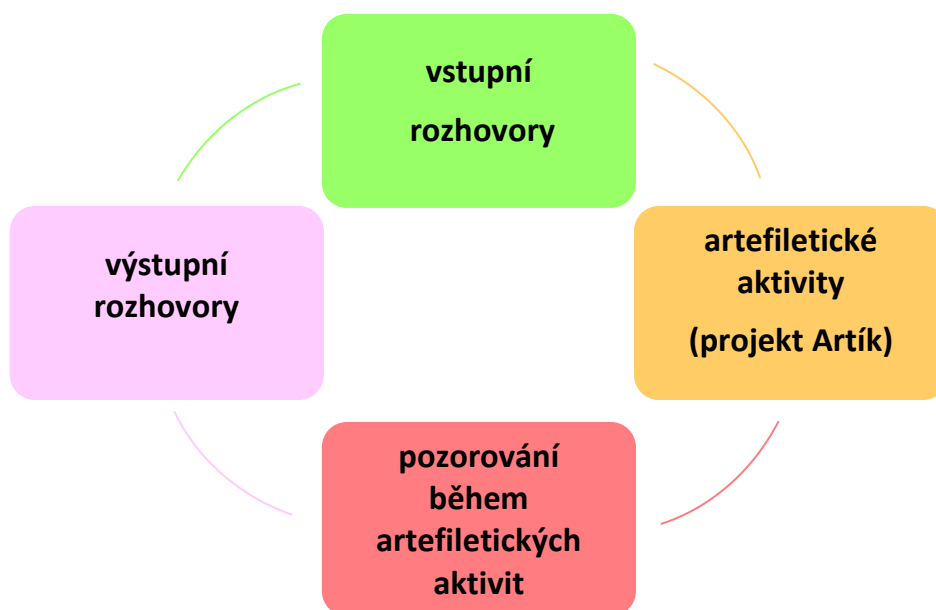 vstupní
rozhovory
artefiletické
aktivity
(projekt Artík)
pozorování
během
artefiletických
aktivit
výstupní
rozhovory